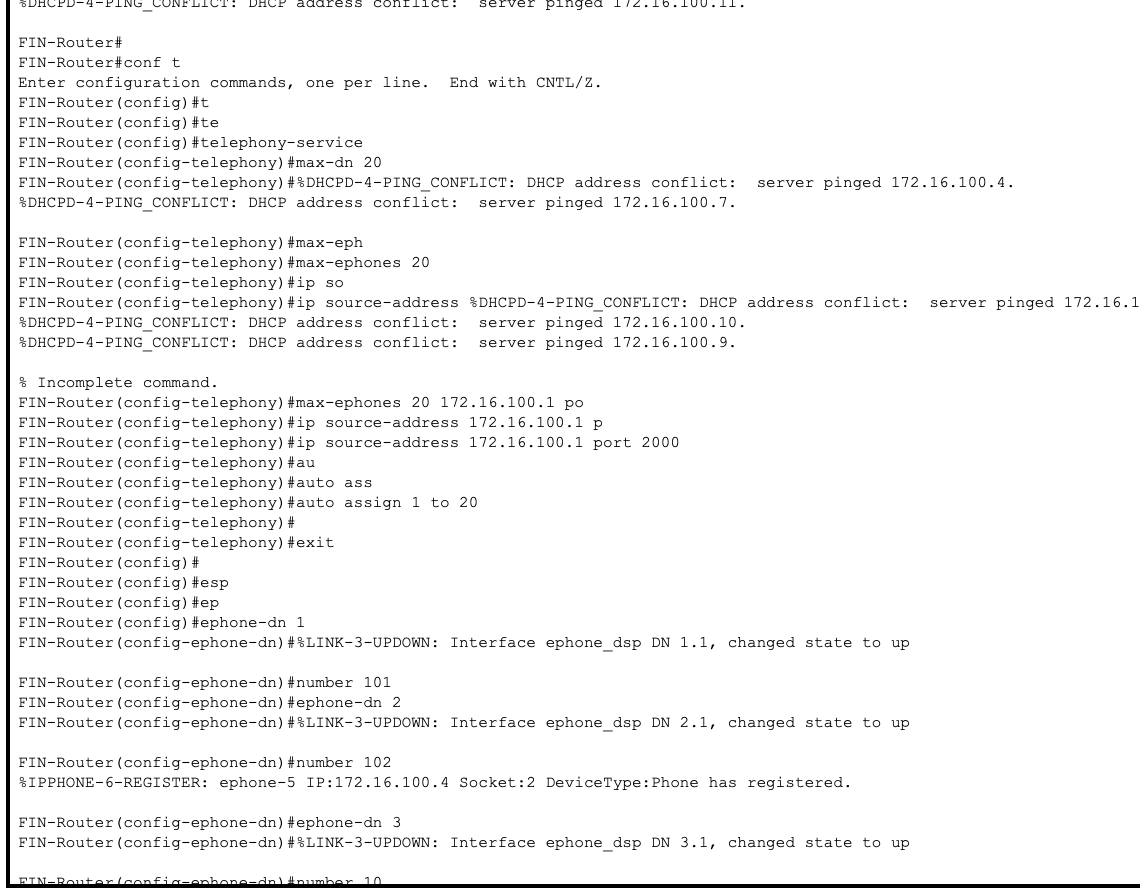 %DHCPD-4-PING_CONFLICT: DHCP address conflict:  server pinged 172.16.100.11.
FIN-Router#
FIN-Router#conf t
Enter configuration commands, one per line.  End with CNTL/Z.
FIN-Router(config)#t
FIN-Router(config)#te
FIN-Router(config)#telephony-service
FIN-Router(config-telephony)#max-dn 20
FIN-Router(config-telephony)#%DHCPD-4-PING_CONFLICT: DHCP address conflict:  server pinged 172.16.100.4.
%DHCPD-4-PING_CONFLICT: DHCP address conflict:  server pinged 172.16.100.7.
FIN-Router(config-telephony)#max-eph
FIN-Router(config-telephony)#max-ephones 20
FIN-Router(config-telephony)#ip so
FIN-Router(config-telephony)#ip source-address %DHCPD-4-PING_CONFLICT: DHCP address conflict:  server pinged 172.16.1
%DHCPD-4-PING_CONFLICT: DHCP address conflict:  server pinged 172.16.100.10.
%DHCPD-4-PING_CONFLICT: DHCP address conflict:  server pinged 172.16.100.9.
% Incomplete command.
FIN-Router(config-telephony)#max-ephones 20 172.16.100.1 po
FIN-Router(config-telephony)#ip source-address 172.16.100.1 p
FIN-Router(config-telephony)#ip source-address 172.16.100.1 port 2000
FIN-Router(config-telephony)#au
FIN-Router(config-telephony)#auto ass
FIN-Router(config-telephony)#auto assign 1 to 20
FIN-Router(config-telephony)#
FIN-Router(config-telephony)#exit
FIN-Router(config)#
FIN-Router(config)#esp
FIN-Router(config)#ep
FIN-Router(config)#ephone-dn 1
FIN-Router(config-ephone-dn)#%LINK-3-UPDOWN: Interface ephone_dsp DN 1.1, changed state to up
FIN-Router(config-ephone-dn)#number 101
FIN-Router(config-ephone-dn)#ephone-dn 2
FIN-Router(config-ephone-dn)#%LINK-3-UPDOWN: Interface ephone_dsp DN 2.1, changed state to up
FIN-Router(config-ephone-dn)#number 102
%IPPHONE-6-REGISTER: ephone-5 IP:172.16.100.4 Socket:2 DeviceType:Phone has registered.
FIN-Router(config-ephone-dn)#ephone-dn 3
FIN-Router(config-ephone-dn)#%LINK-3-UPDOWN: Interface ephone_dsp DN 3.1, changed state to up
FIN-Router(config-ephone-dn)#number 10